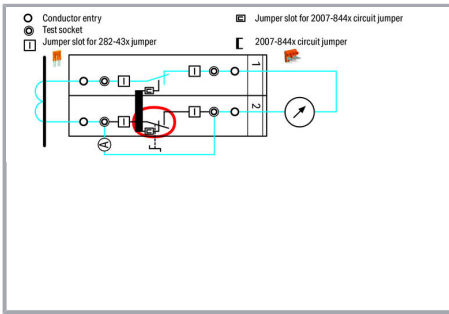 Conductor entry
Test socket
Jumper slot for 282-43x jumper
Jumper slot for 2007-844x circuit jumper
2007-844x circuit jumper
1
2
A